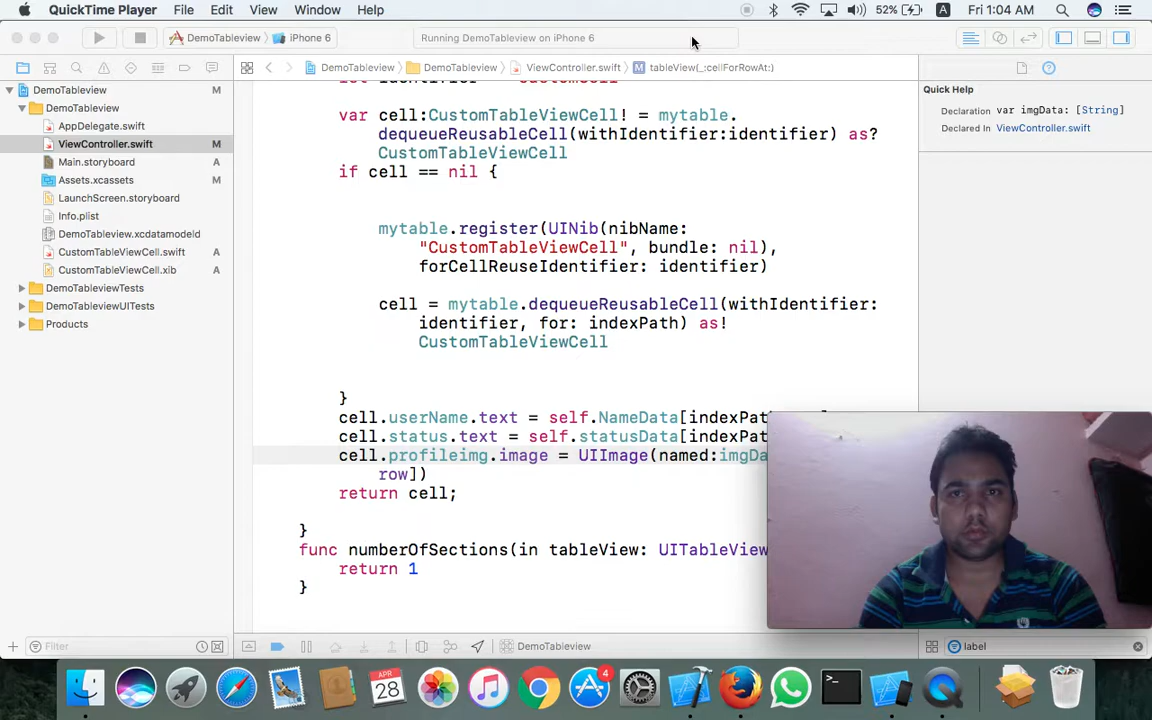 QuickTime Player File Edit View Window Help 52% A Fri 1:04 AM
DemoTableview iPhone 6 Running DemoTableview on iPhone 6
DemoTableview DemoTableview ViewController.swift M tableView(_:cellForRowAt:)
DemoTableview M
DemoTableview
AppDelegate.swift
ViewController.swift M
Main.storyboard A
Assets.xcassets M
LaunchScreen.storyboard
Info.plist
DemoTableview.xcdatamodeld
CustomTableViewCell.swift A
CustomTableViewCell.xib A
DemoTableviewTests
DemoTableviewUITests
Products
var cell:CustomTableViewCell! = mytable.
dequeueReusableCell(withIdentifier:identifier) as?
CustomTableViewCell
if cell == nil {
mytable.register(UINib(nibName:
"CustomTableViewCell", bundle: nil),
forCellReuseIdentifier: identifier)
cell = mytable.dequeueReusableCell(withIdentifier:
identifier, for: indexPath) as!
CustomTableViewCell
}
cell.userName.text = self.NameData[indexPat
cell.status.text = self.statusData[indexPat
cell.profileimg.image = UIImage(named:imgDa
row])
return cell;
}
func numberOfSections(in tableView: UITableView
return 1
}
Quick Help
Declaration var imgData: [String]
Declared In ViewController.swift
Filter
DemoTableview
label
APR
28
4
>_